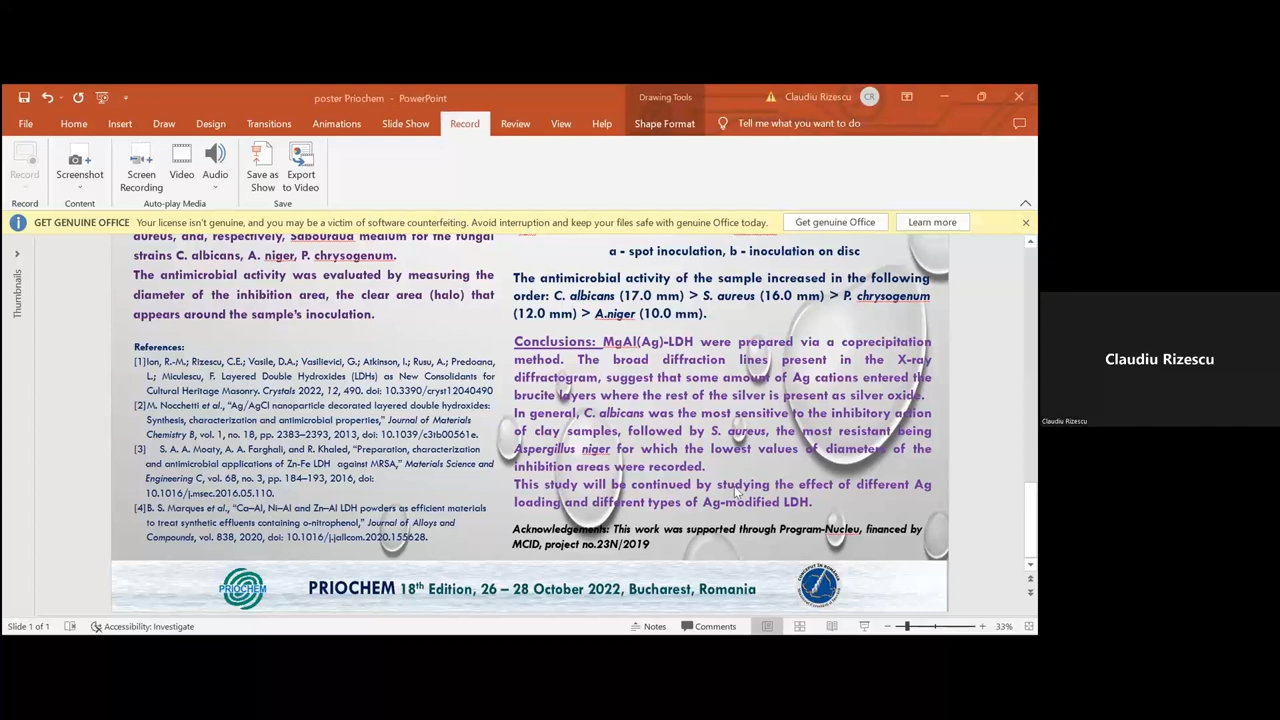 poster Priochem - PowerPoint
Drawing Tools
Claudiu Rizescu
CR
File
Home
Insert
Draw
Design
Transitions
Animations
Slide Show
Record
Review
View
Help
Shape Format
Tell me what you want to do
Record
Screenshot
Screen
Recording
Video
Audio
Save as
Show
Export
to Video
Record
Content
Auto-play Media
Save
GET GENUINE OFFICE Your license isn't genuine, and you may be a victim of software counterfeiting. Avoid interruption and keep your files safe with genuine Office today.
Get genuine Office
Learn more
Thumbnails
aureus, and, respectively, Sabouraud medium for the fungal
strains C. albicans, A. niger, P. chrysogenum.
The antimicrobial activity was evaluated by measuring the
diameter of the inhibition area, the clear area (halo) that
appears around the sample's inoculation.
References:
[1]Ion, R.-M.; Rizescu, C.E.; Vasile, D.A.; Vasilievici, G.; Atkinson, I.; Rusu, A.; Predoana,
L.; Miculescu, F. Layered Double Hydroxides (LDHs) as New Consolidants for
Cultural Heritage Masonry. Crystals 2022, 12, 490. doi: 10.3390/cryst12040490
[2]M. Nocchetti et al., "Ag/AgCl nanoparticle decorated layered double hydroxides:
Synthesis, characterization and antimicrobial properties," Journal of Materials
Chemistry B, vol. 1, no. 18, pp. 2383–2393, 2013, doi: 10.1039/c3tb00561e.
[3] S. A. A. Moaty, A. A. Farghali, and R. Khaled, "Preparation, characterization
and antimicrobial applications of Zn-Fe LDH against MRSA," Materials Science and
Engineering C, vol. 68, no. 3, pp. 184–193, 2016, doi:
10.1016/j.msec.2016.05.110.
[4]B. S. Marques et al., "Ca–Al, Ni–Al and Zn–Al LDH powders as efficient materials
to treat synthetic effluents containing o-nitrophenol," Journal of Alloys and
Compounds, vol. 838, 2020, doi: 10.1016/j.jallcom.2020.155628.
a - spot inoculation, b - inoculation on disc
The antimicrobial activity of the sample increased in the following
order: C. albicans (17.0 mm) > S. aureus (16.0 mm) > P. chrysogenum
(12.0 mm) > A.niger (10.0 mm).
Conclusions: MgAl(Ag)-LDH were prepared via a coprecipitation
method. The broad diffraction lines present in the X-ray
diffractogram, suggest that some amount of Ag cations entered the
brucite layers where the rest of the silver is present as silver oxide.
In general, C. albicans was the most sensitive to the inhibitory action
of clay samples, followed by S. aureus, the most resistant being
Aspergillus niger for which the lowest values of diameters of the
inhibition areas were recorded.
This study will be continued by studying the effect of different Ag
loading and different types of Ag-modified LDH.
Acknowledgements: This work was supported through Program-Nucleu, financed by
MCID, project no.23N/2019
PRIOCHEM
PRIOCHEM 18th Edition, 26 – 28 October 2022, Bucharest, Romania
Slide 1 of 1
Accessibility: Investigate
Notes
Comments
33%
Claudiu Rizescu
Claudiu Rizescu